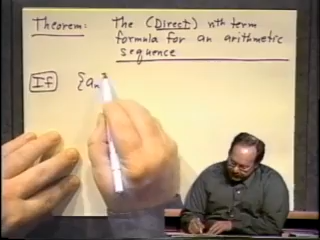 Theorem: The (Direct) nth term
formula for an arithmetic
sequence
If {an}